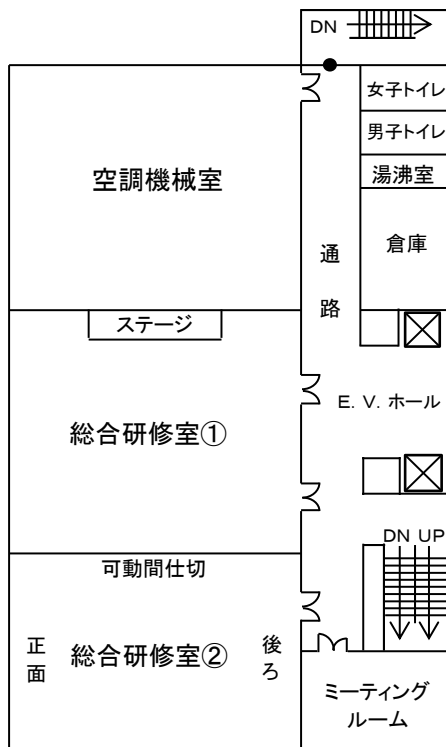 DN
女子トイレ
男子トイレ
空調機械室
湯沸室
倉庫
通
路
ステージ
E. V. ホール
総合研修室①
DN UP
可動間仕切
正
面
総合研修室②
後
ろ
ミーティング
ルーム